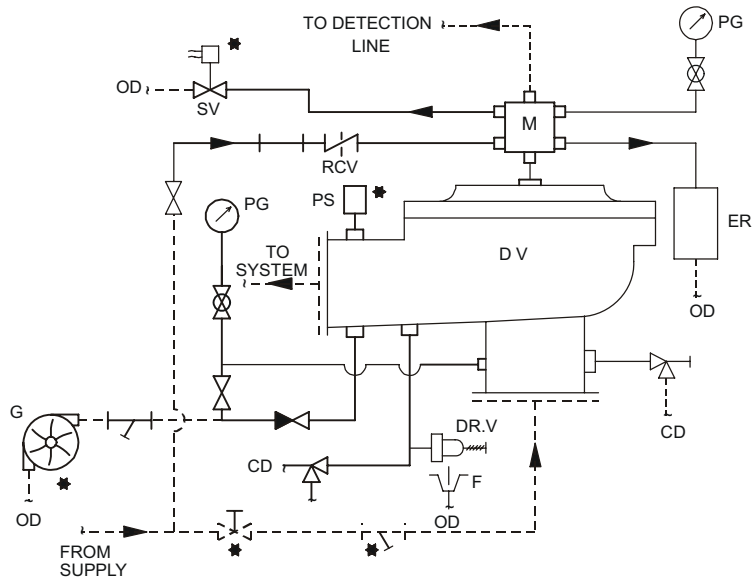 TO DETECTION
LINE
PG
OD
SV
M
RCV
PS
PG
ER
TO
SYSTEM
D V
OD
G
DR.V
CD
CD
F
OD
OD
FROM
SUPPLY